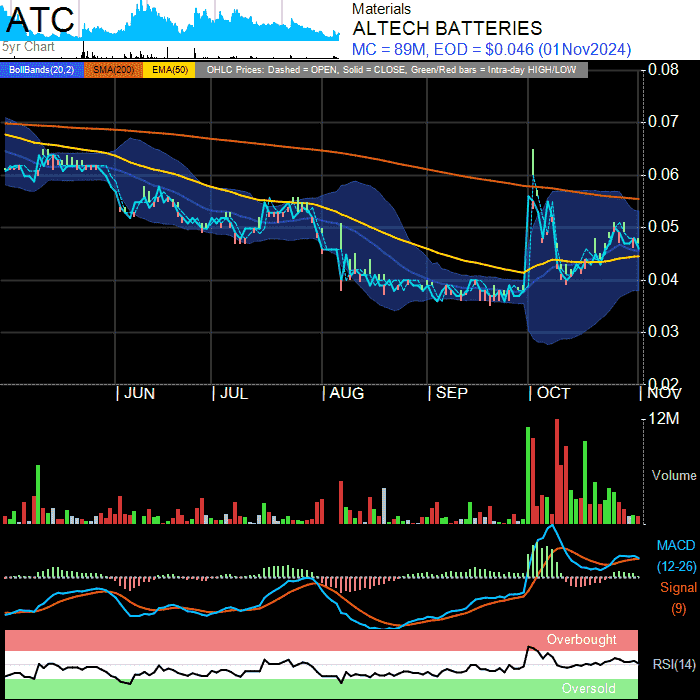 ATC
5yr Chart
Materials
ALTECH BATTERIES
MC = 89M, EOD = $0.046 (01Nov2024)
BollBands(20,2) SMA(200) EMA(50) OHLC Prices: Dashed = OPEN, Solid = CLOSE, Green/Red bars = Intra-day HIGH/LOW
0.08
0.07
0.06
0.05
0.04
0.03
0.02
JUN JUL AUG SEP OCT NOV
12M
Volume
MACD
(12-26)
Signal
(9)
Overbought
RSI(14)
Oversold